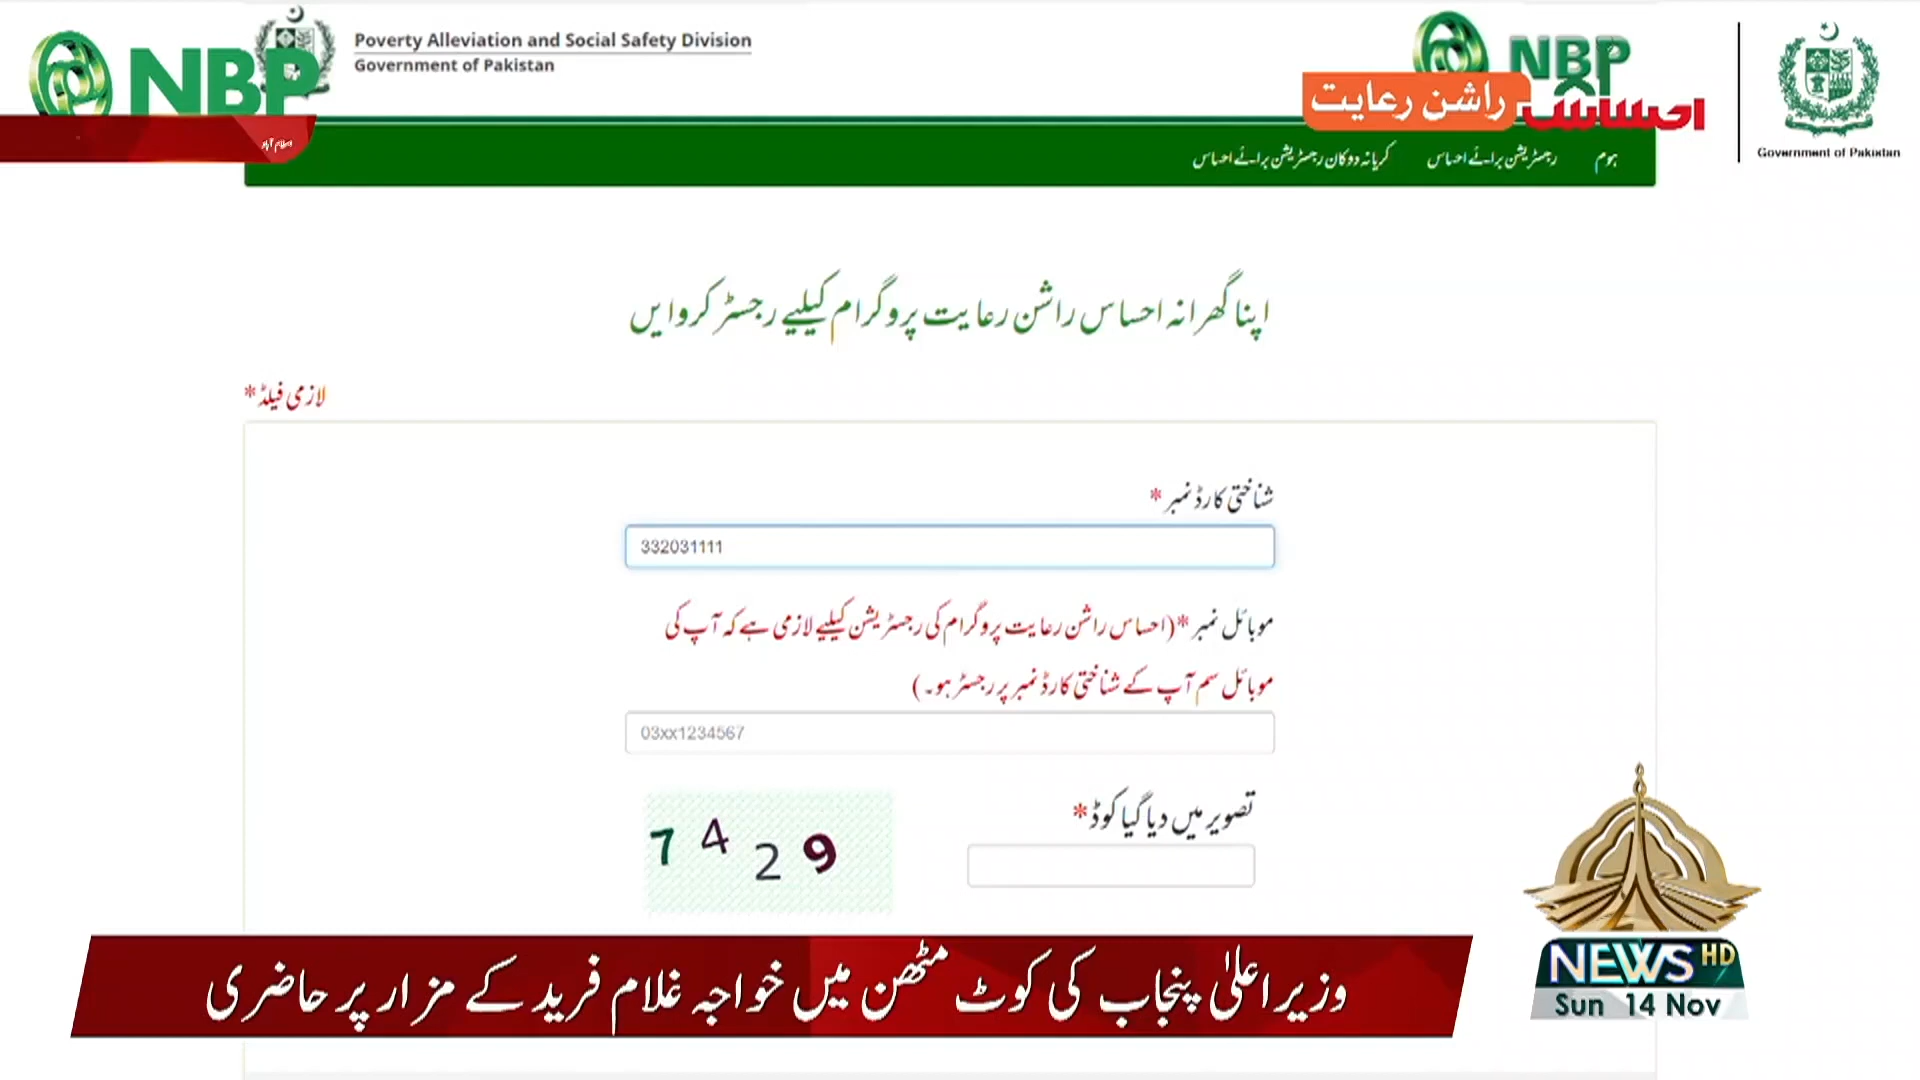 NBP
Poverty Alleviation and Social Safety Division
Government of Pakistan
NBP
احساس راشن رعایت
Government of Pakistan
اسلام آباد
ہوم رجسٹریشن برائے احساس کریانہ دوکان رجسٹریشن برائے احساس
اپنا گھرانہ احساس راشن رعایت پروگرام کیلیے رجسٹر کروایں
لازمی فیلڈ *
شناختی کارڈ نمبر *
332031111
موبائل نمبر * (احساس راشن رعایت پروگرام کی رجسٹریشن کیلیے لازمی ہے کہ آپ کی
موبائل سم آپ کے شناختی کارڈ نمبر پر رجسٹر ہو۔)
03xx1234567
تصویر میں دیا گیا کوڈ *
7 4 2 9
وزیراعلیٰ پنجاب کی کوٹ مٹھن میں خواجہ غلام فرید کے مزار پر حاضری
NEWS HD
Sun 14 Nov